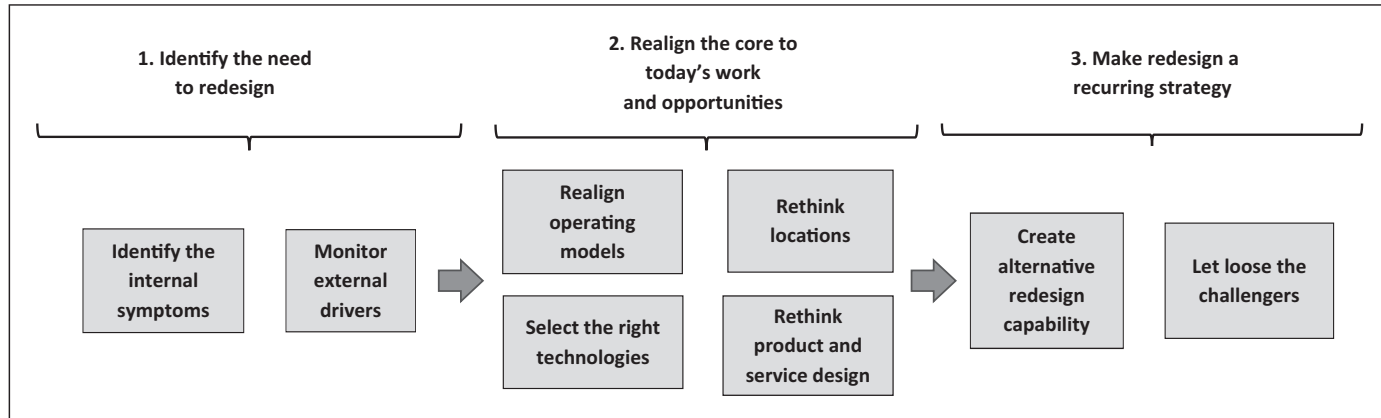 1. Identify the need
to redesign
2. Realign the core to
today’s work
and opportunities
3. Make redesign a
recurring strategy
Identify the
internal
symptoms
Monitor
external
drivers
Realign
operating
models
Rethink
locations
Select the right
technologies
Rethink
product and
service design
Create
alternative
redesign
capability
Let loose the
challengers